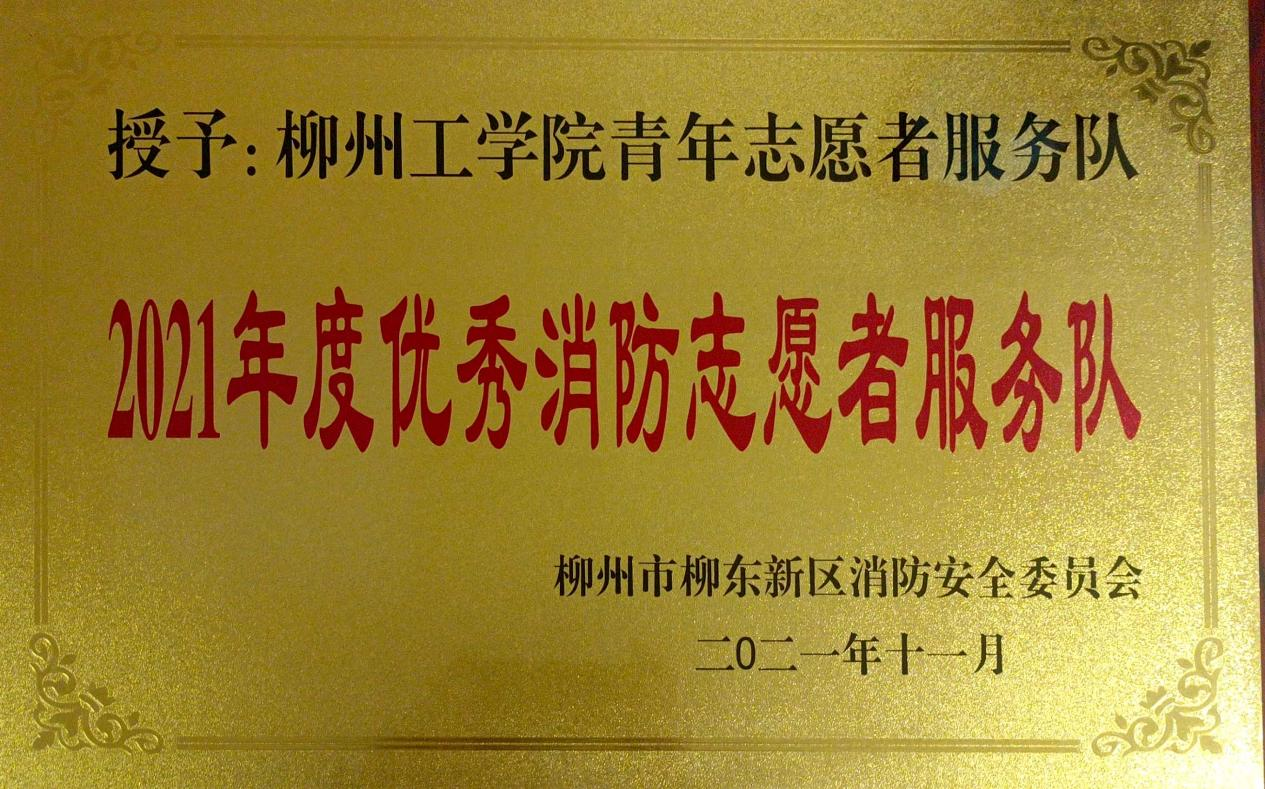 授予:柳州工学院青年志愿者服务队
2021年度优秀消防志愿者服务队
柳州市柳东新区消防安全委员会
二0二一年十一月